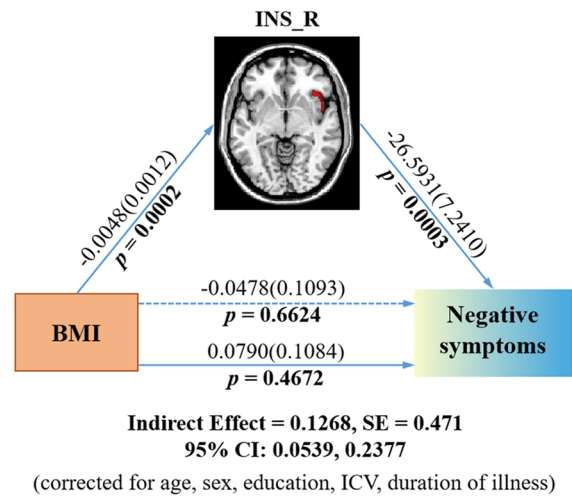 INS_R
-0.0048(0.0012)
p = 0.0002
-26.5931(7.2410)
p = 0.0003
BMI
-0.0478(0.1093)
p = 0.6624
0.0790(0.1084)
p = 0.4672
Negative
symptoms
Indirect Effect = 0.1268, SE = 0.471
95% CI: 0.0539, 0.2377
(corrected for age, sex, education, ICV, duration of illness)